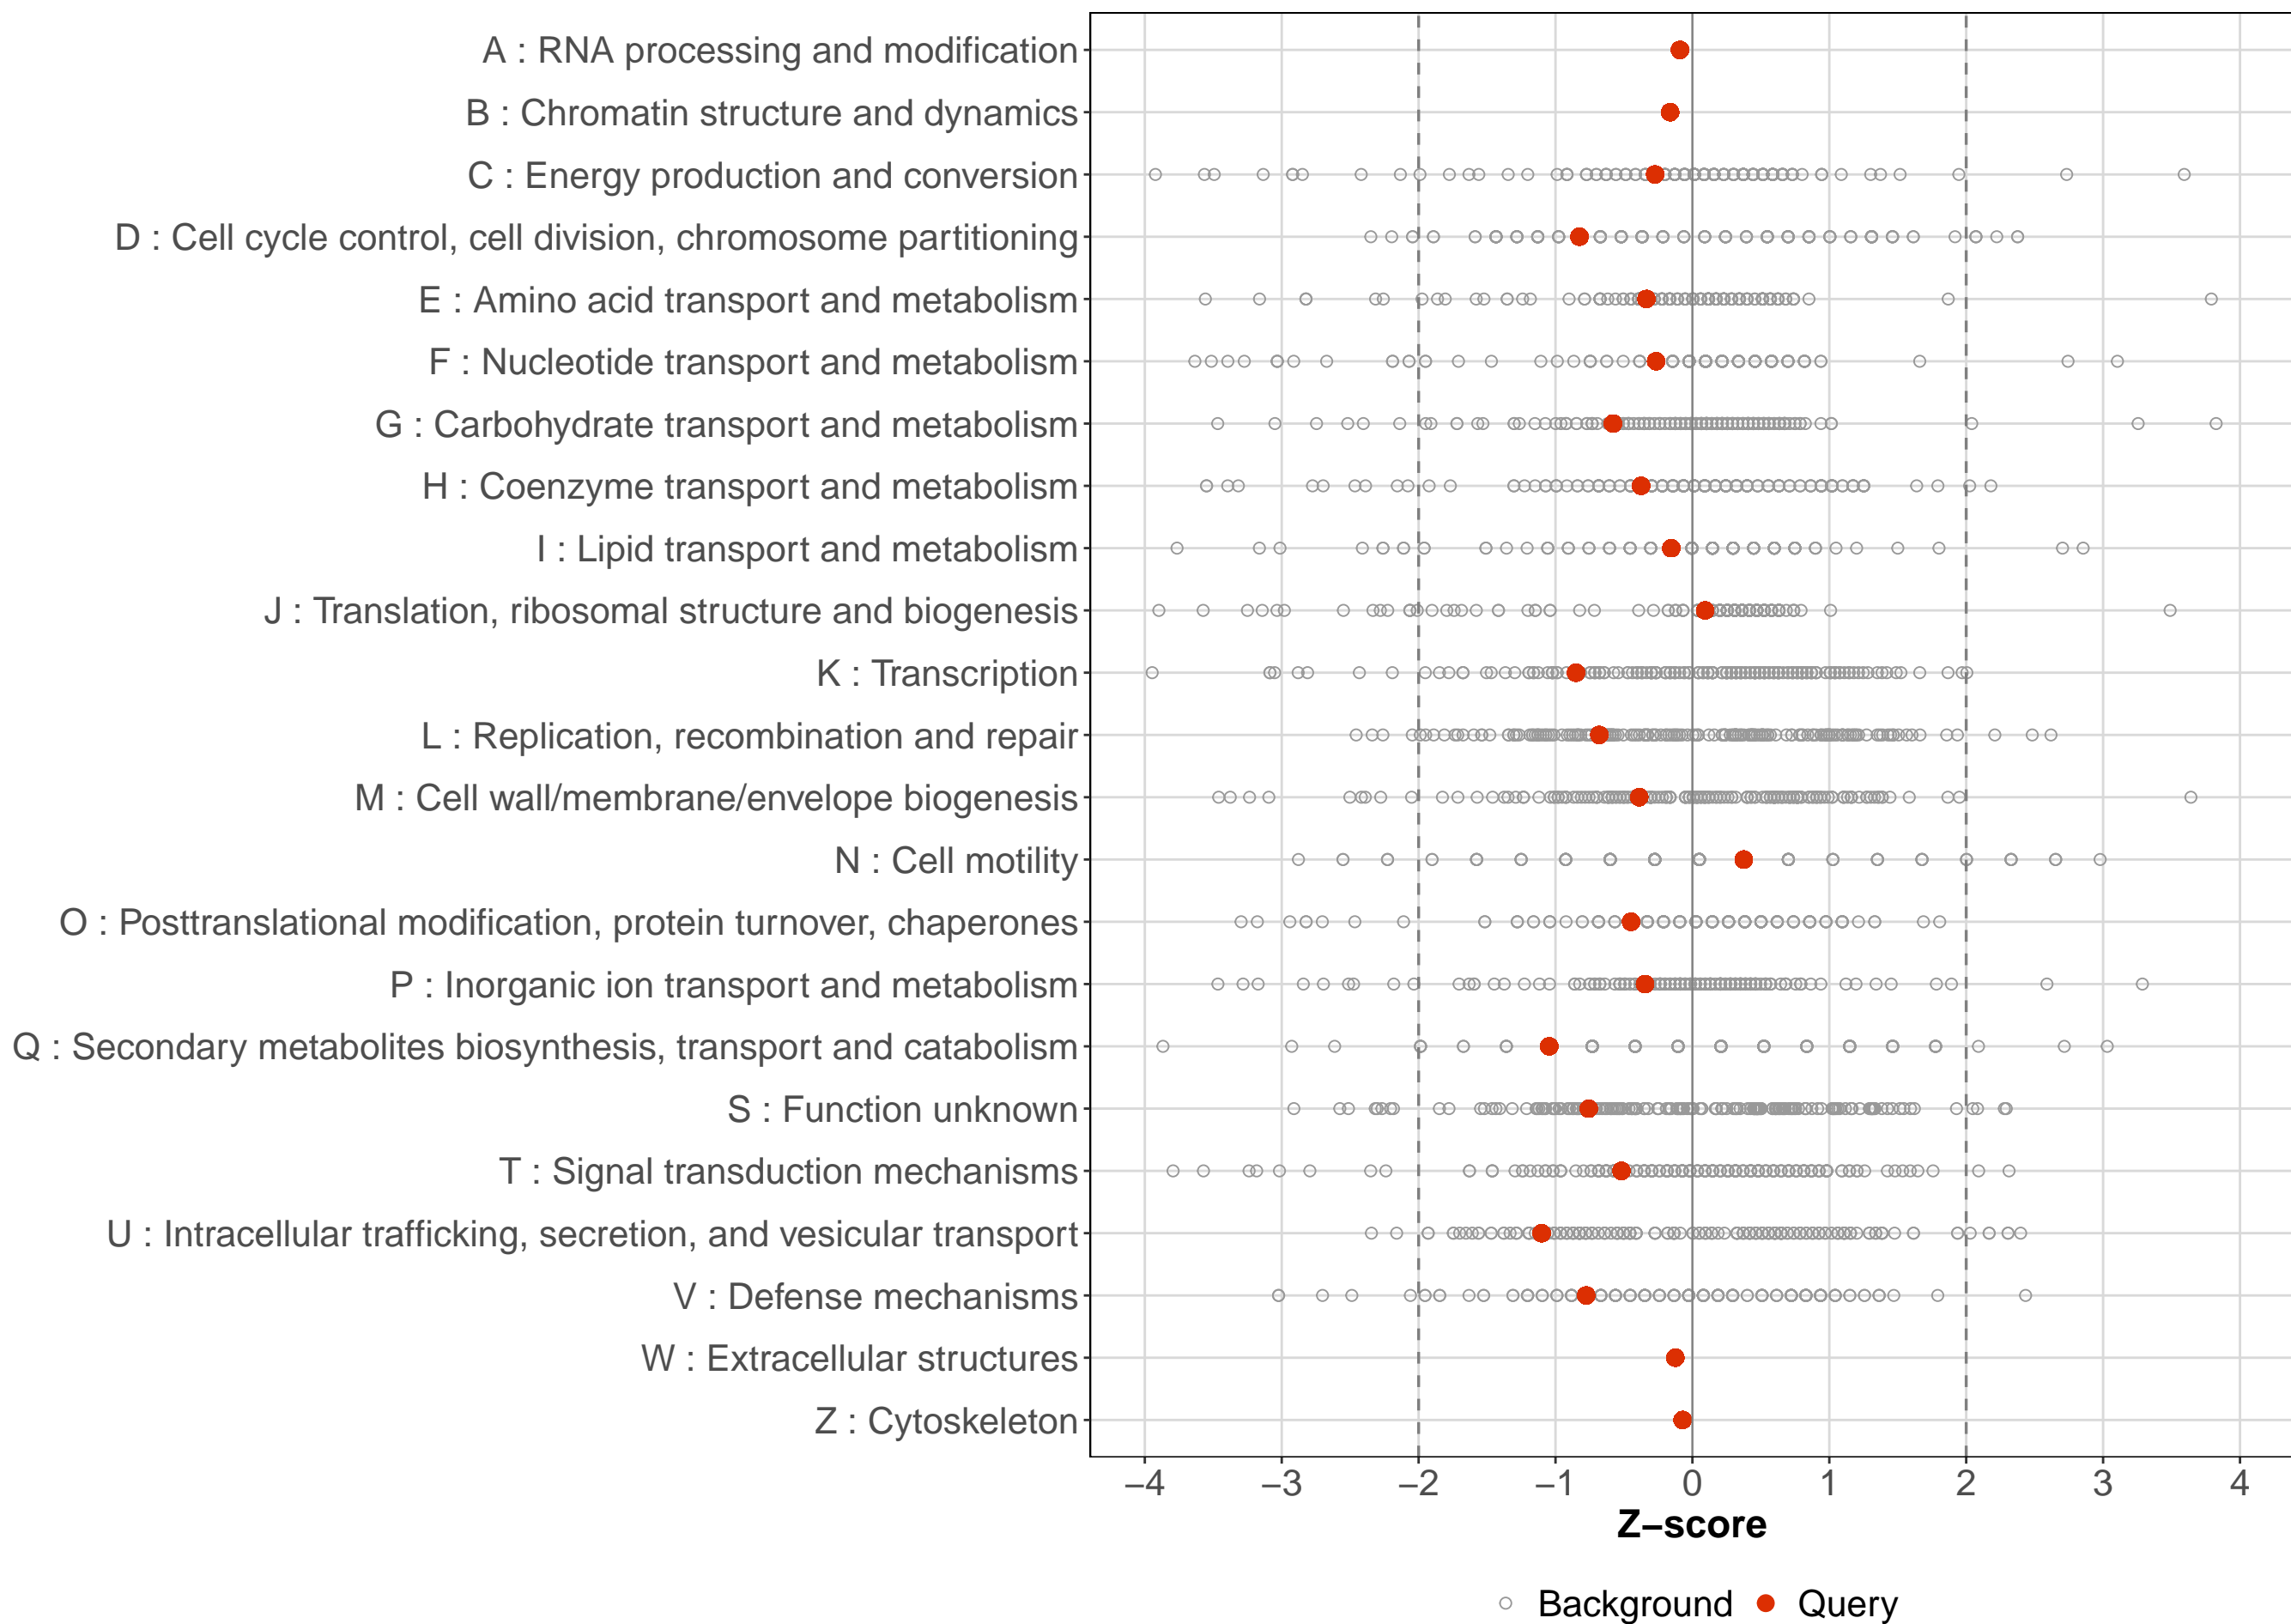 A : RNA processing and modification
B : Chromatin structure and dynamics
C : Energy production and conversion
D : Cell cycle control, cell division, chromosome partitioning
E : Amino acid transport and metabolism
F : Nucleotide transport and metabolism
G : Carbohydrate transport and metabolism
H : Coenzyme transport and metabolism
I : Lipid transport and metabolism
J : Translation, ribosomal structure and biogenesis
K : Transcription
L : Replication, recombination and repair
M : Cell wall/membrane/envelope biogenesis
N : Cell motility
O : Posttranslational modification, protein turnover, chaperones
P : Inorganic ion transport and metabolism
Q : Secondary metabolites biosynthesis, transport and catabolism
S : Function unknown
T : Signal transduction mechanisms
U : Intracellular trafficking, secretion, and vesicular transport
V : Defense mechanisms
W : Extracellular structures
Z : Cytoskeleton
−4 −3 −2 −1 0 1 2 3 4
Z−score
Background Query